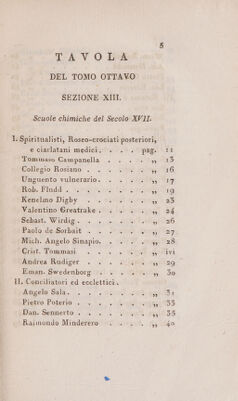 5
TAVOLA
DEL TOMO OTTAVO
SEZIONE XIII.
Scuole chimiche del Secolo XVII.
I. Spiritualisti, Roseo-crociati posteriori,
e ciarlatani medici. . . . . pag. 11
Tommaso Campanella . . . . . „ 13
Collegio Rosiano . . . . . . „ 16
Unguento vulnerario. . . . . . „ 17
Rob. Fludd . . . . . . . . „ 19
Kenelmo Digby . . . . . . . „ 23
Valentino Greatrake. . . . . . „ 24
Sebast. Wirdig . . . . . . . „ 26
Paolo de Sorbait . . . . . . „ 27
Mich. Angelo Sinapio. . . . . . „ 28
Crist. Tommasi . . . . . . . „ ivi
Andrea Rudiger . . . . . . . „ 29
Eman. Swedenborg . . . . . . „ 30
II. Conciliatori ed ecclettici.
Angelo Sala. . . . . . . . „ 31
Pietro Poterio . . . . . . . „ 33
Dan. Sennerto . . . . . . . „ 35
Raimondo Minderero . . . . . „ 40